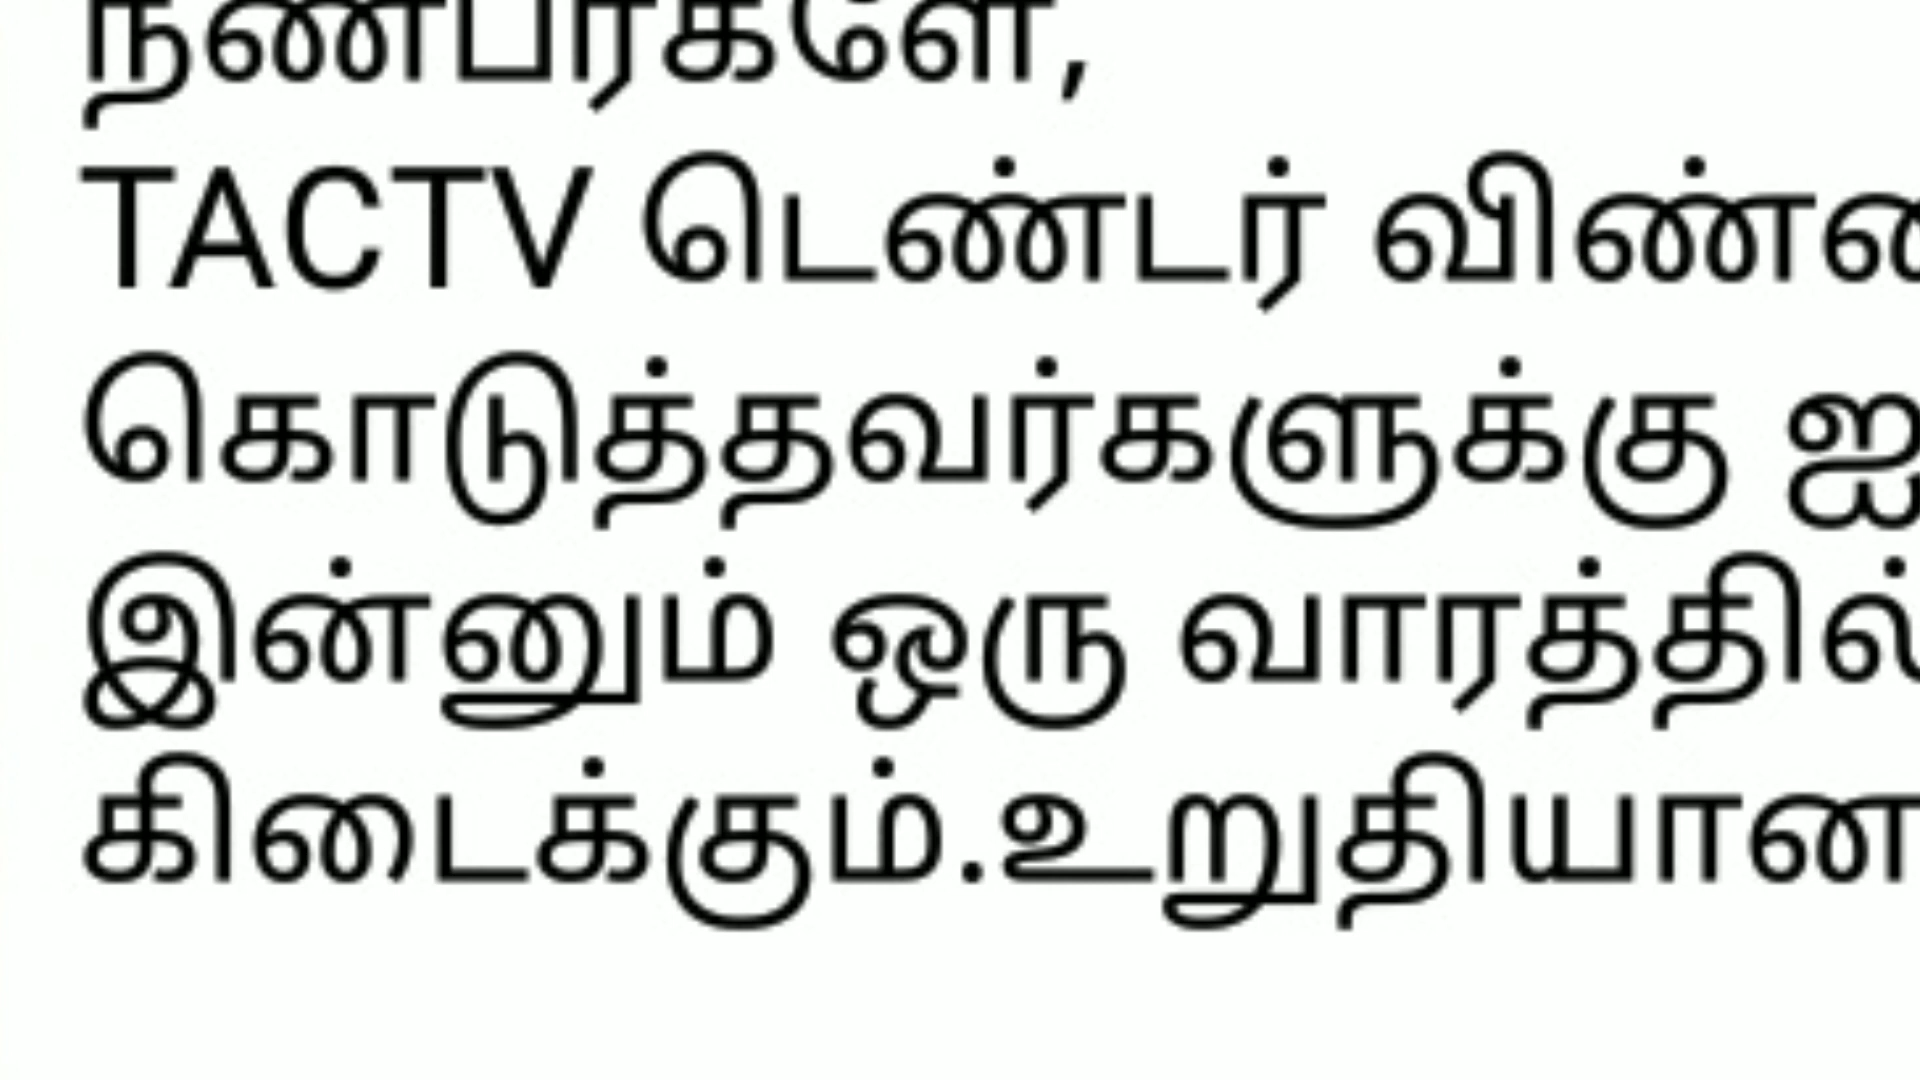 நண்பர்களே,
TACTV டெண்டர்
கொடுத்தவர்களுக்கு
இன்னும் ஒரு வாரத்தில்
கிடைக்கும்.உறுதியான